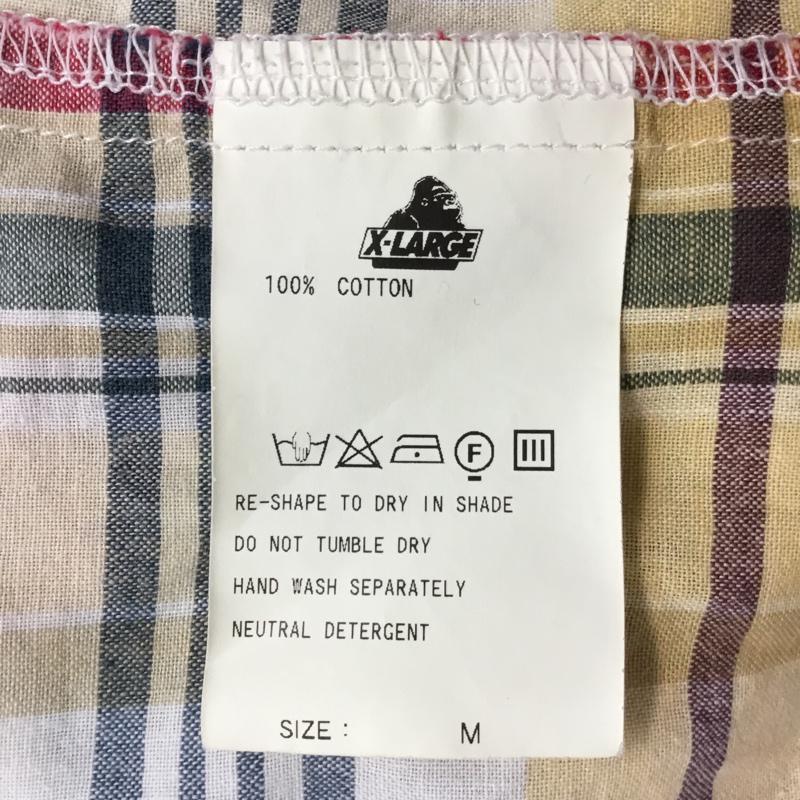 X-LARGE
100% COTTON
F
RE-SHAPE TO DRY IN SHADE
DO NOT TUMBLE DRY
HAND WASH SEPARATELY
NEUTRAL DETERGENT
SIZE : M